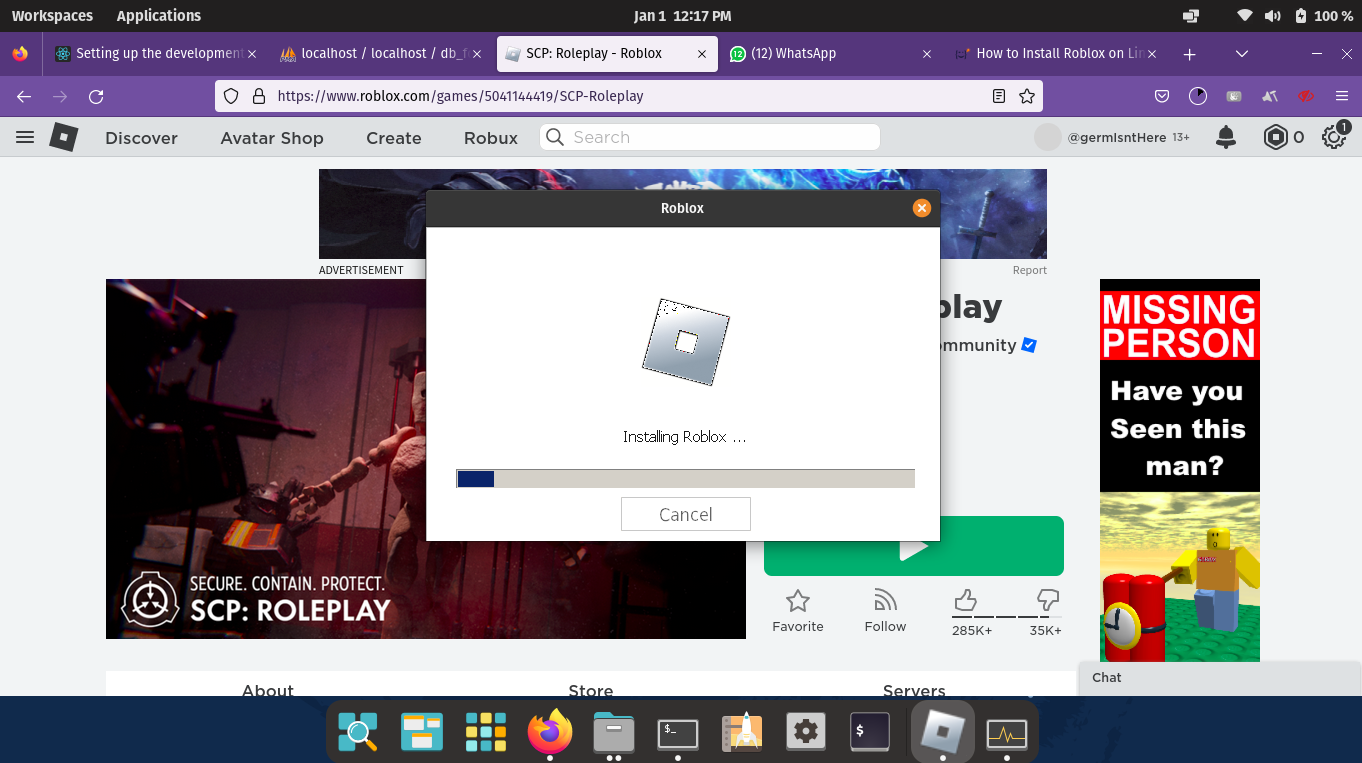 Workspaces Applications Jan 1 12:17 PM 100 %
Setting up the development localhost / localhost / db_f SCP: Roleplay - Roblox 12 (12) WhatsApp How to Install Roblox on Lin
https://www.roblox.com/games/5041144419/SCP-Roleplay
Discover Avatar Shop Create Robux Search @germIsntHere 13+ 0 1
Roblox
ADVERTISEMENT Report
play
mmunity
Installing Roblox ...
Cancel
SECURE. CONTAIN. PROTECT.
SCP: ROLEPLAY
MISSING
PERSON
Have you
Seen this
man?
Favorite Follow 285K+ 35K+
Chat
About Store Servers
$_ $